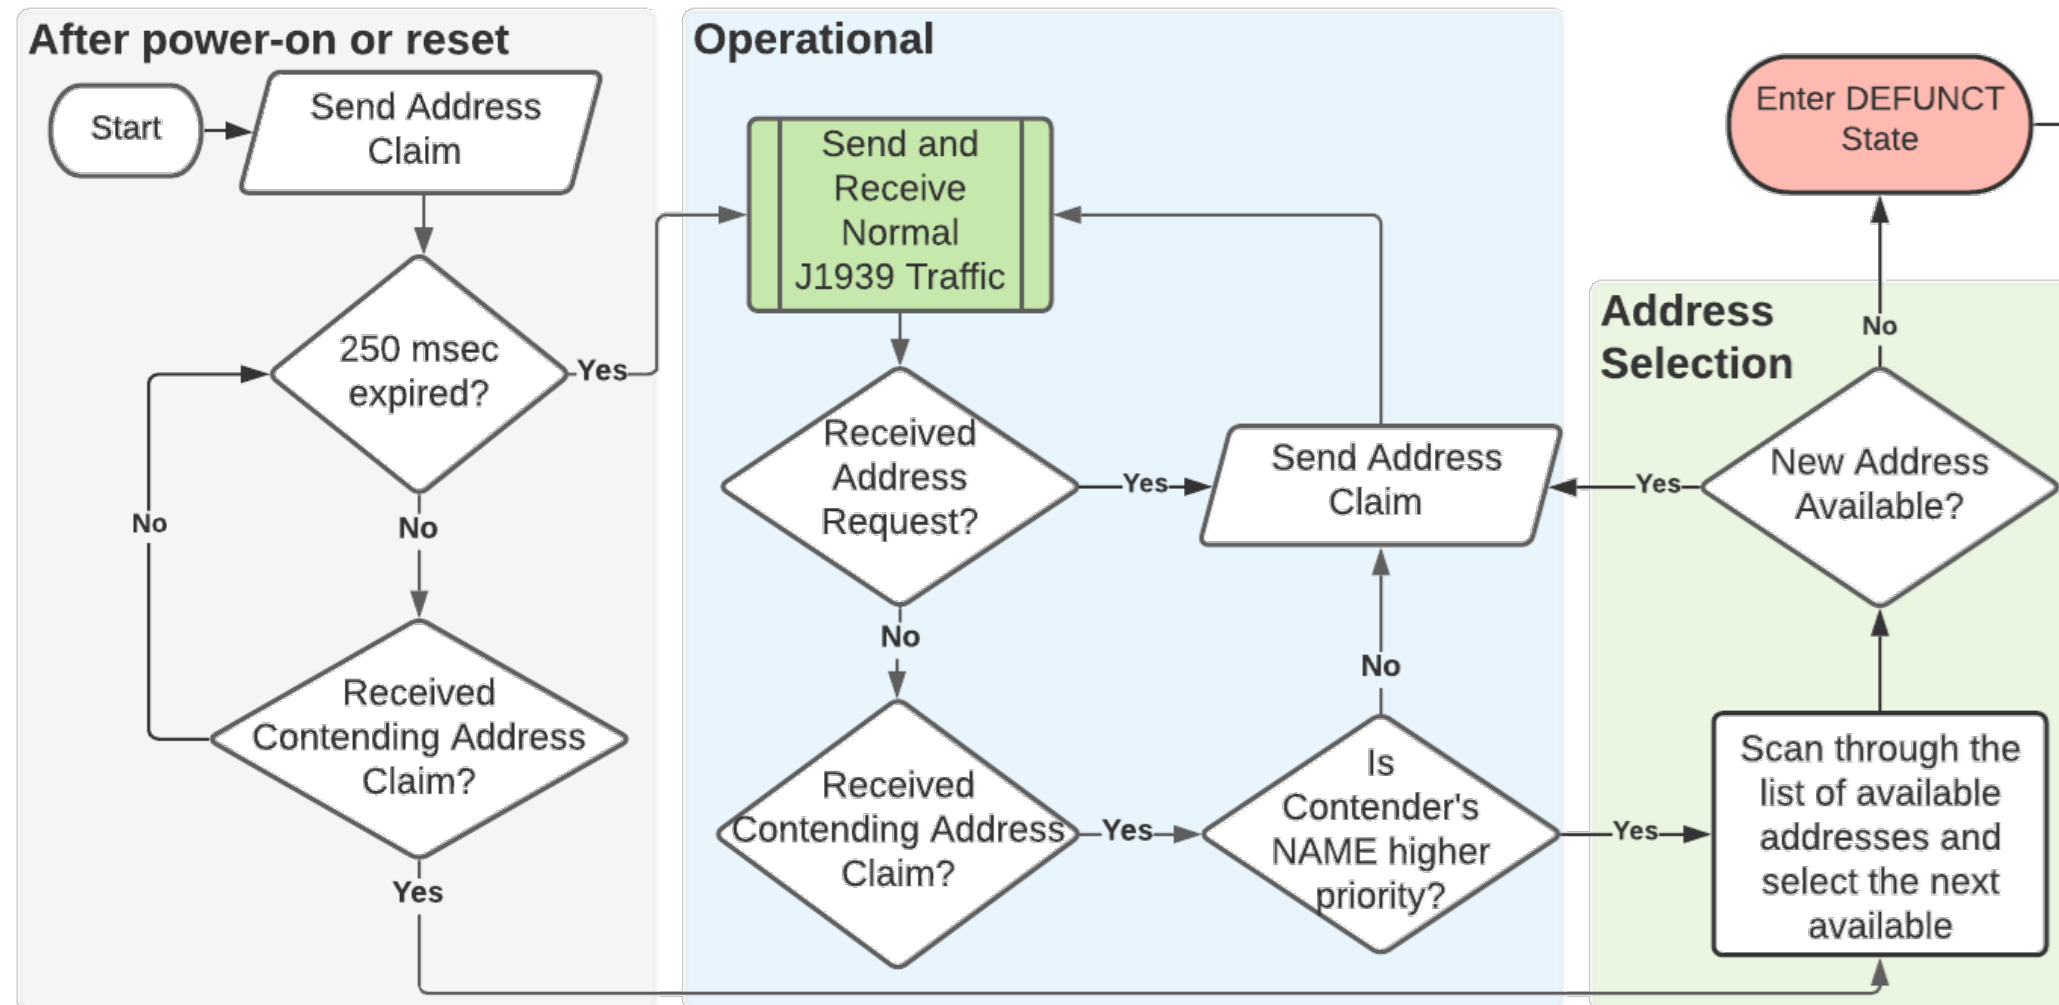 After power-on or reset
Start
Send Address
Claim
250 msec
expired?
Yes
No
No
Received
Contending Address
Claim?
Yes
Operational
Send and
Receive
Normal
J1939 Traffic
Received
Address
Request?
Yes
Send Address
Claim
No
No
Received
Contending Address
Claim?
Yes
Is
Contender's
NAME higher
priority?
Yes
Enter DEFUNCT
State
Address
Selection
No
New Address
Available?
Yes
Scan through the
list of available
addresses and
select the next
available